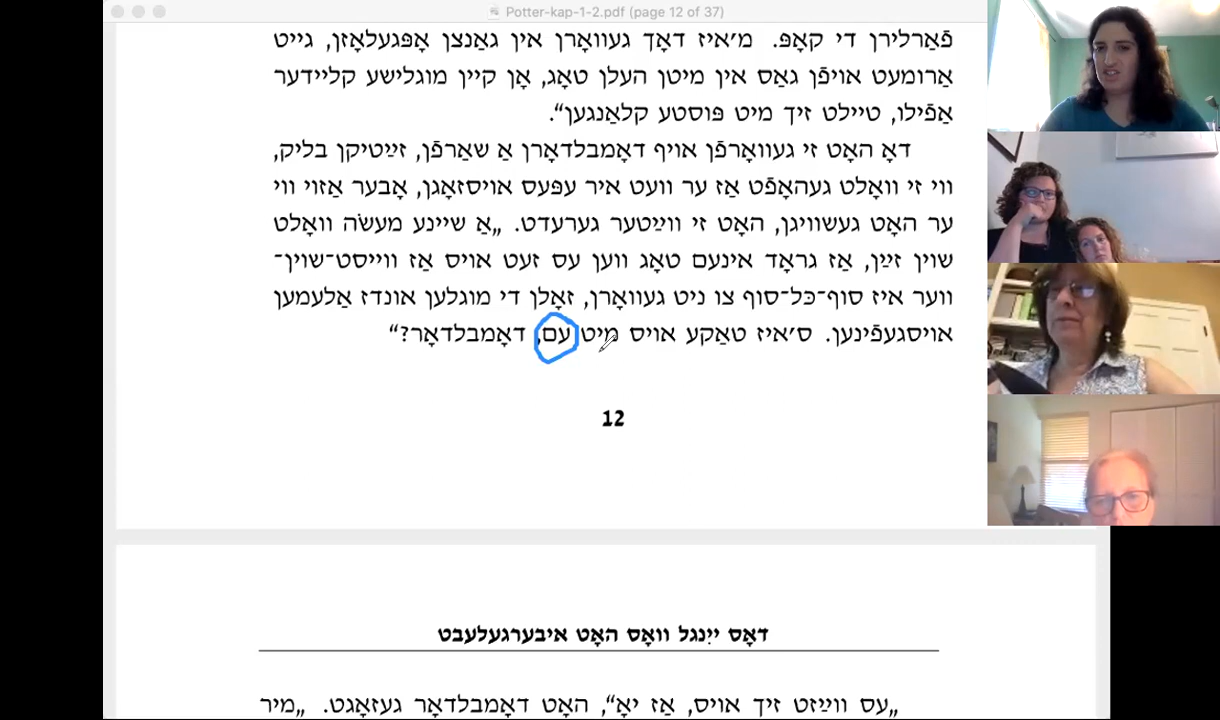 Potter-kap-1-2.pdf (page 12 of 37)
פֿאַרלירן די קאָפּ. מ׳איז דאָך געוואָרן אין גאַנצן אָפּגעלאָזן, גייט
אַרומעט אויפֿן גאַס אין מיטן העלן טאָג, אָן קיין מוגלישע קליידער
אַפֿילו, טיילט זיך מיט פּוסטע קלאַנגען“.
דאָ האָט זי געוואָרפֿן אויף דאָמבלדאָרן אַ שאַרפֿן, זײַטיקן בליק,
ווי זי וואָלט געהאָפֿט אַז ער וועט איר עפּעס אויסזאָגן, אָבער אַזוי ווי
ער האָט געשוויגן, האָט זי ווײַטער גערעדט. „אַ שיינע מעשׂה וואָלט
שוין זײַן, אַז גראָד אינעם טאָג ווען עס זעט אויס אַז ווייסט־שוין־
ווער איז סוף־כּל־סוף צו ניט געוואָרן, זאָלן די מוגלען אונדז אַלעמען
אויסגעפֿינען. ס׳איז טאַקע אויס מיט עם, דאָמבלדאָר?“
12
דאָס ייִנגל וואָס האָט איבערגעלעבט
„עס ווײַזט זיך אויס, אַז יאָ“, האָט דאָמבלדאָר געזאָגט. „מיר